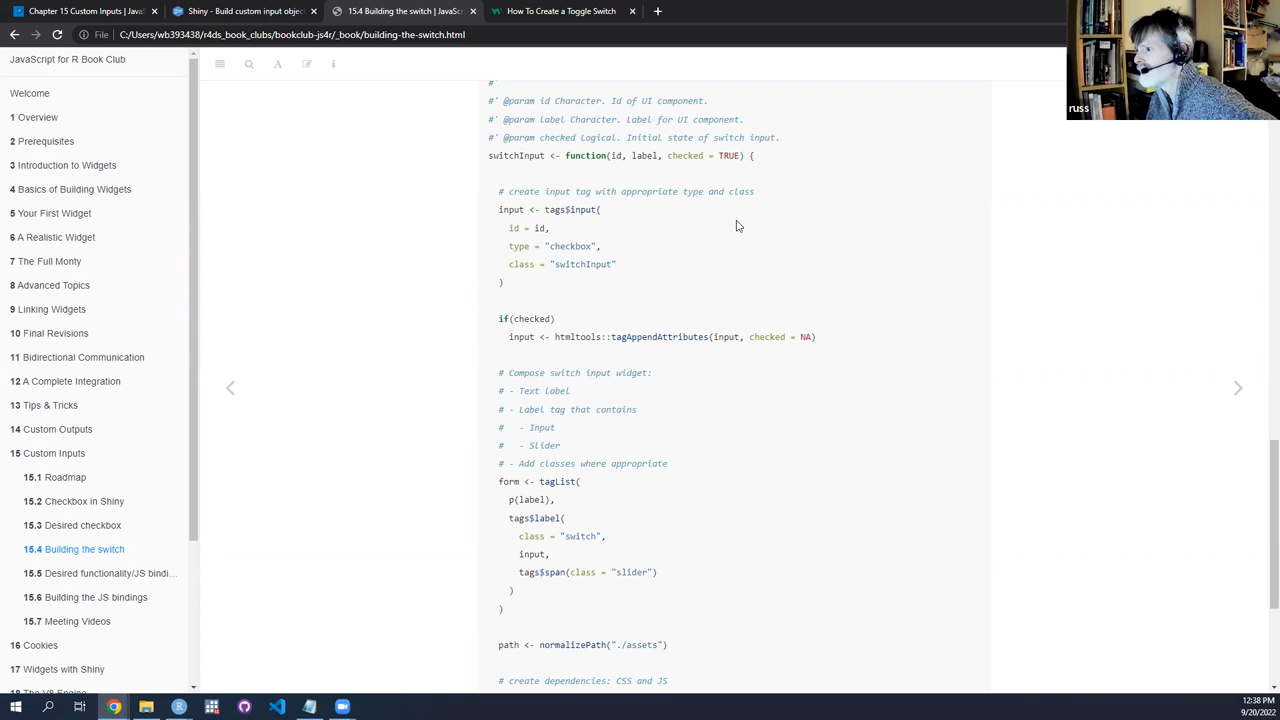 Chapter 15 Custom Inputs | Java
Shiny - Build custom input objec
15.4 Building the switch | JavaSc
How To Create a Toggle Switch
File
C:/Users/wb393438/r4ds_book_clubs/bookclub-js4r/_book/building-the-switch.html
russ
JavaScript for R Book Club
Welcome
1 Overview
2 Prerequisites
3 Introduction to Widgets
4 Basics of Building Widgets
5 Your First Widget
6 A Realistic Widget
7 The Full Monty
8 Advanced Topics
9 Linking Widgets
10 Final Revisions
11 Bidirectional Communication
12 A Complete Integration
13 Tips & Tricks
14 Custom Outputs
15 Custom Inputs
15.1 Roadmap
15.2 Checkbox in Shiny
15.3 Desired checkbox
15.4 Building the switch
15.5 Desired functionality/JS bindi…
15.6 Building the JS bindings
15.7 Meeting Videos
16 Cookies
17 Widgets with Shiny
18 The V8 Engine
#'
#' @param id Character. Id of UI component.
#' @param label Character. Label for UI component.
#' @param checked Logical. Initial state of switch input.
switchInput <- function(id, label, checked = TRUE) {
# create input tag with appropriate type and class
input <- tags$input(
id = id,
type = "checkbox",
class = "switchInput"
)
if(checked)
input <- htmltools::tagAppendAttributes(input, checked = NA)
# Compose switch input widget:
# - Text label
# - Label tag that contains
#   - Input
#   - Slider
# - Add classes where appropriate
form <- tagList(
p(label),
tags$label(
class = "switch",
input,
tags$span(class = "slider")
)
)
path <- normalizePath("./assets")
# create dependencies: CSS and JS
12:38 PM
9/20/2022